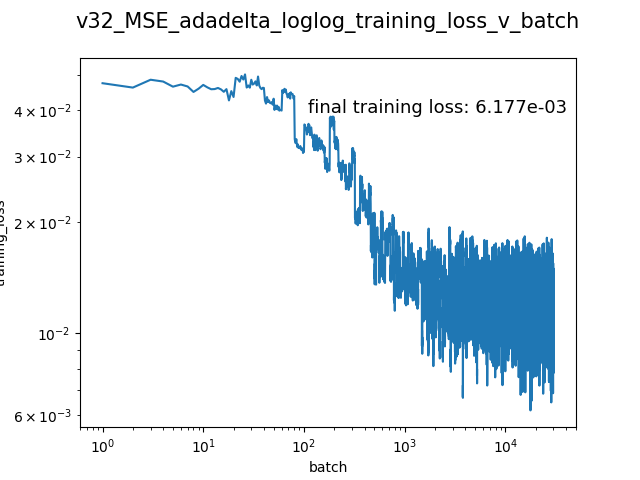 v32_MSE_adadelta_loglog_training_loss_v_batch
final training loss: 6.177e-03
4 × 10⁻²
3 × 10⁻²
2 × 10⁻²
10⁻²
6 × 10⁻³
training_loss
10⁰ 10¹ 10² 10³ 10⁴
batch